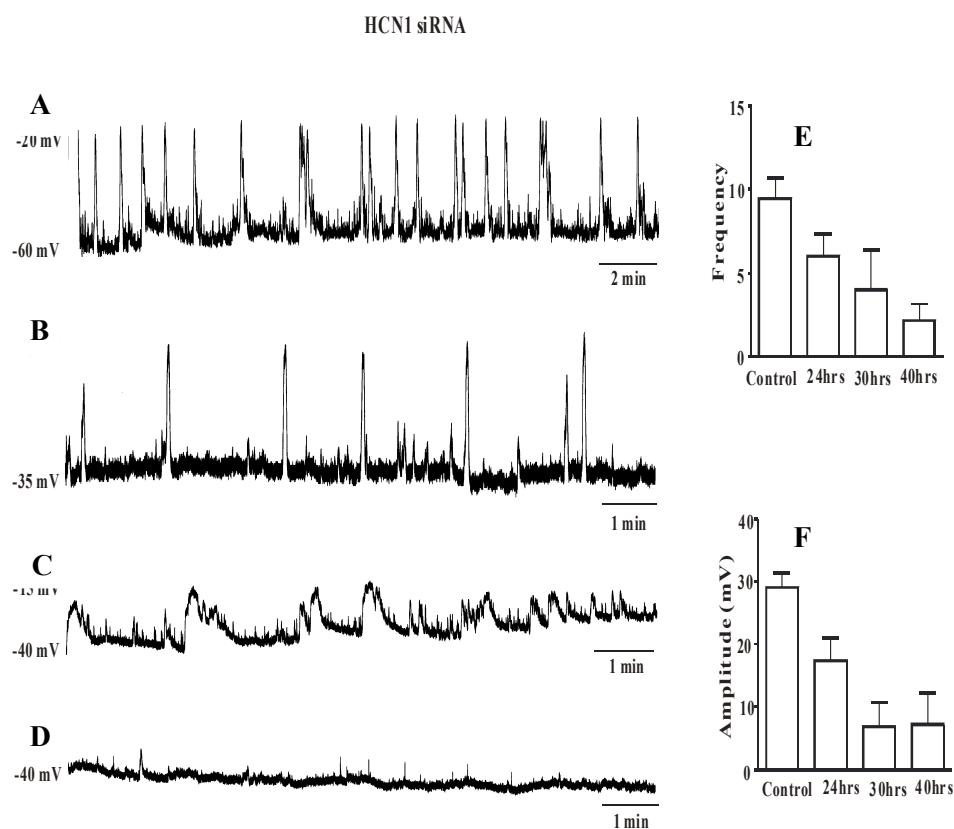 HCN1 siRNA
A
-20 mV
-60 mV
2 min
B
-35 mV
1 min
C
-15 mV
-40 mV
1 min
D
-40 mV
1 min
E
15
10
5
0
Frequency
Control 24hrs 30hrs 40hrs
F
40
30
20
10
0
Amplitude (mV)
Control 24hrs 30hrs 40hrs